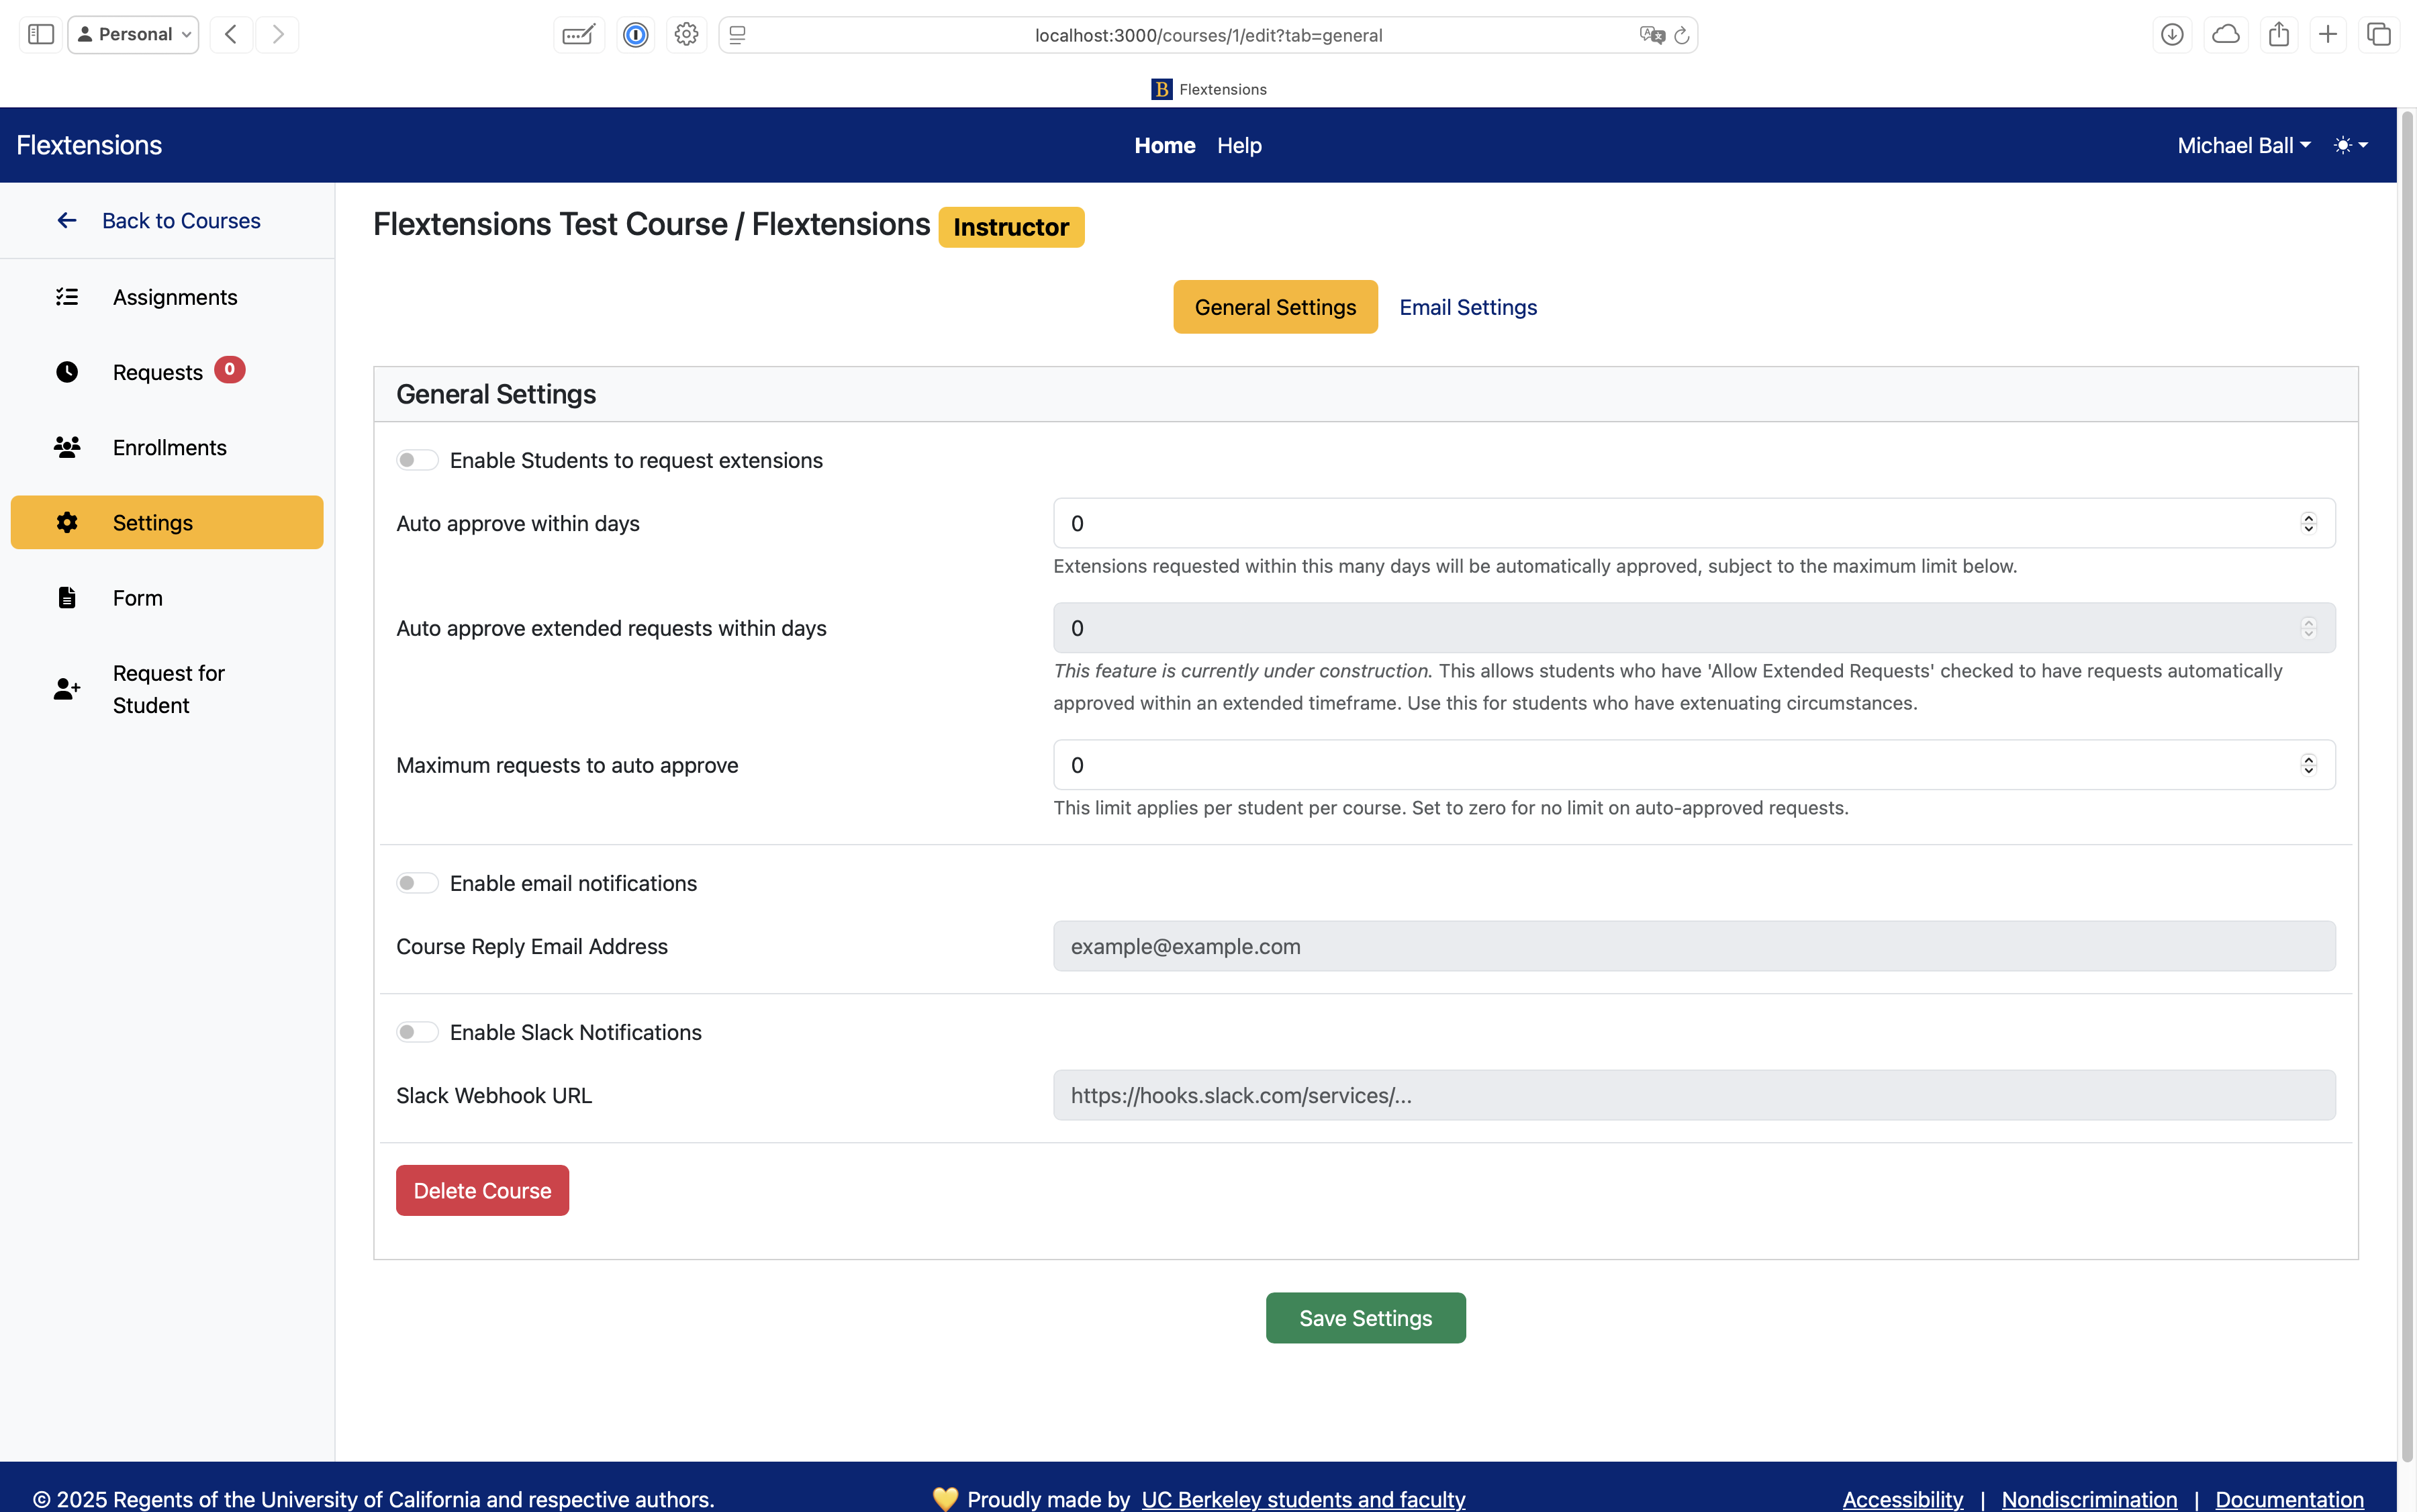 Personal
localhost:3000/courses/1/edit?tab=general
B Flextensions
Flextensions
Home
Help
Michael Ball
Back to Courses
Assignments
Requests 0
Enrollments
Settings
Form
Request for
Student
Flextensions Test Course / Flextensions Instructor
General Settings
Email Settings
General Settings
Enable Students to request extensions
Auto approve within days
0
Extensions requested within this many days will be automatically approved, subject to the maximum limit below.
Auto approve extended requests within days
0
This feature is currently under construction. This allows students who have 'Allow Extended Requests' checked to have requests automatically
approved within an extended timeframe. Use this for students who have extenuating circumstances.
Maximum requests to auto approve
0
This limit applies per student per course. Set to zero for no limit on auto-approved requests.
Enable email notifications
Course Reply Email Address
example@example.com
Enable Slack Notifications
Slack Webhook URL
https://hooks.slack.com/services/...
Delete Course
Save Settings
© 2025 Regents of the University of California and respective authors.
💛 Proudly made by UC Berkeley students and faculty
Accessibility | Nondiscrimination | Documentation